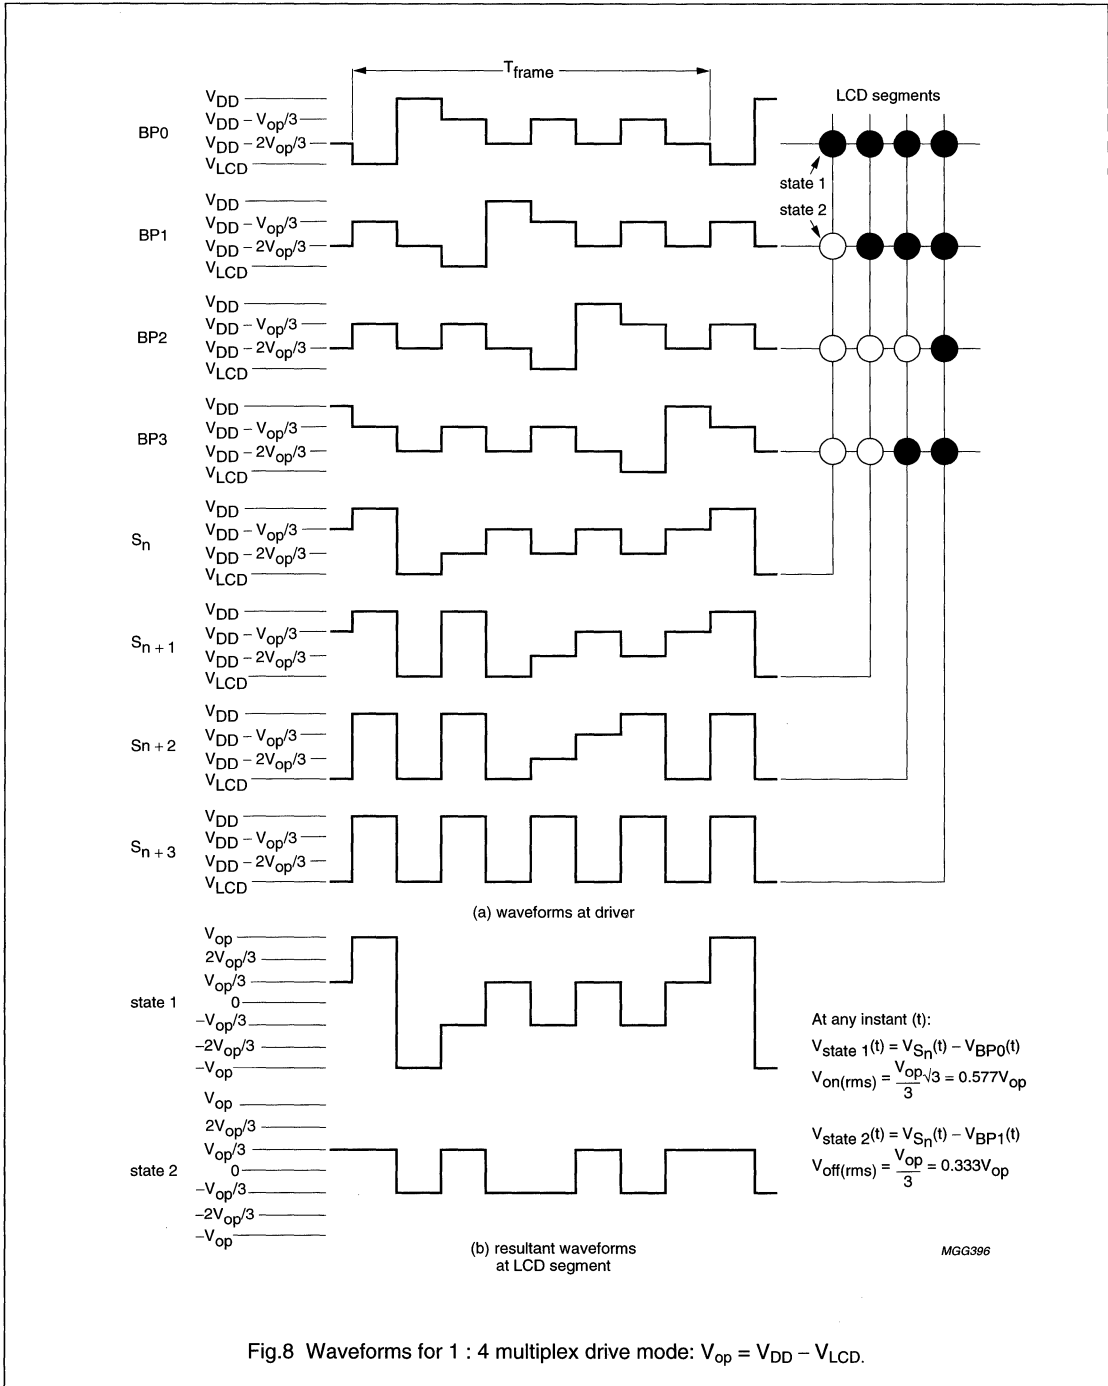 Tframe
LCD segments
BP0
VDD
VDD − Vop/3
VDD − 2Vop/3
VLCD
state 1
state 2
BP1
VDD
VDD − Vop/3
VDD − 2Vop/3
VLCD
BP2
VDD
VDD − Vop/3
VDD − 2Vop/3
VLCD
BP3
VDD
VDD − Vop/3
VDD − 2Vop/3
VLCD
Sn
VDD
VDD − Vop/3
VDD − 2Vop/3
VLCD
Sn + 1
VDD
VDD − Vop/3
VDD − 2Vop/3
VLCD
Sn + 2
VDD
VDD − Vop/3
VDD − 2Vop/3
VLCD
Sn + 3
VDD
VDD − Vop/3
VDD − 2Vop/3
VLCD
(a) waveforms at driver
state 1
Vop
2Vop/3
Vop/3
0
−Vop/3
−2Vop/3
−Vop
state 2
Vop
2Vop/3
Vop/3
0
−Vop/3
−2Vop/3
−Vop
At any instant (t):
Vstate 1(t) = VSn(t) − VBP0(t)
Von(rms) = Vop/3 √3 = 0.577Vop
Vstate 2(t) = VSn(t) − VBP1(t)
Voff(rms) = Vop/3 = 0.333Vop
(b) resultant waveforms
at LCD segment
MGG396
Fig.8 Waveforms for 1 : 4 multiplex drive mode: Vop = VDD − VLCD.